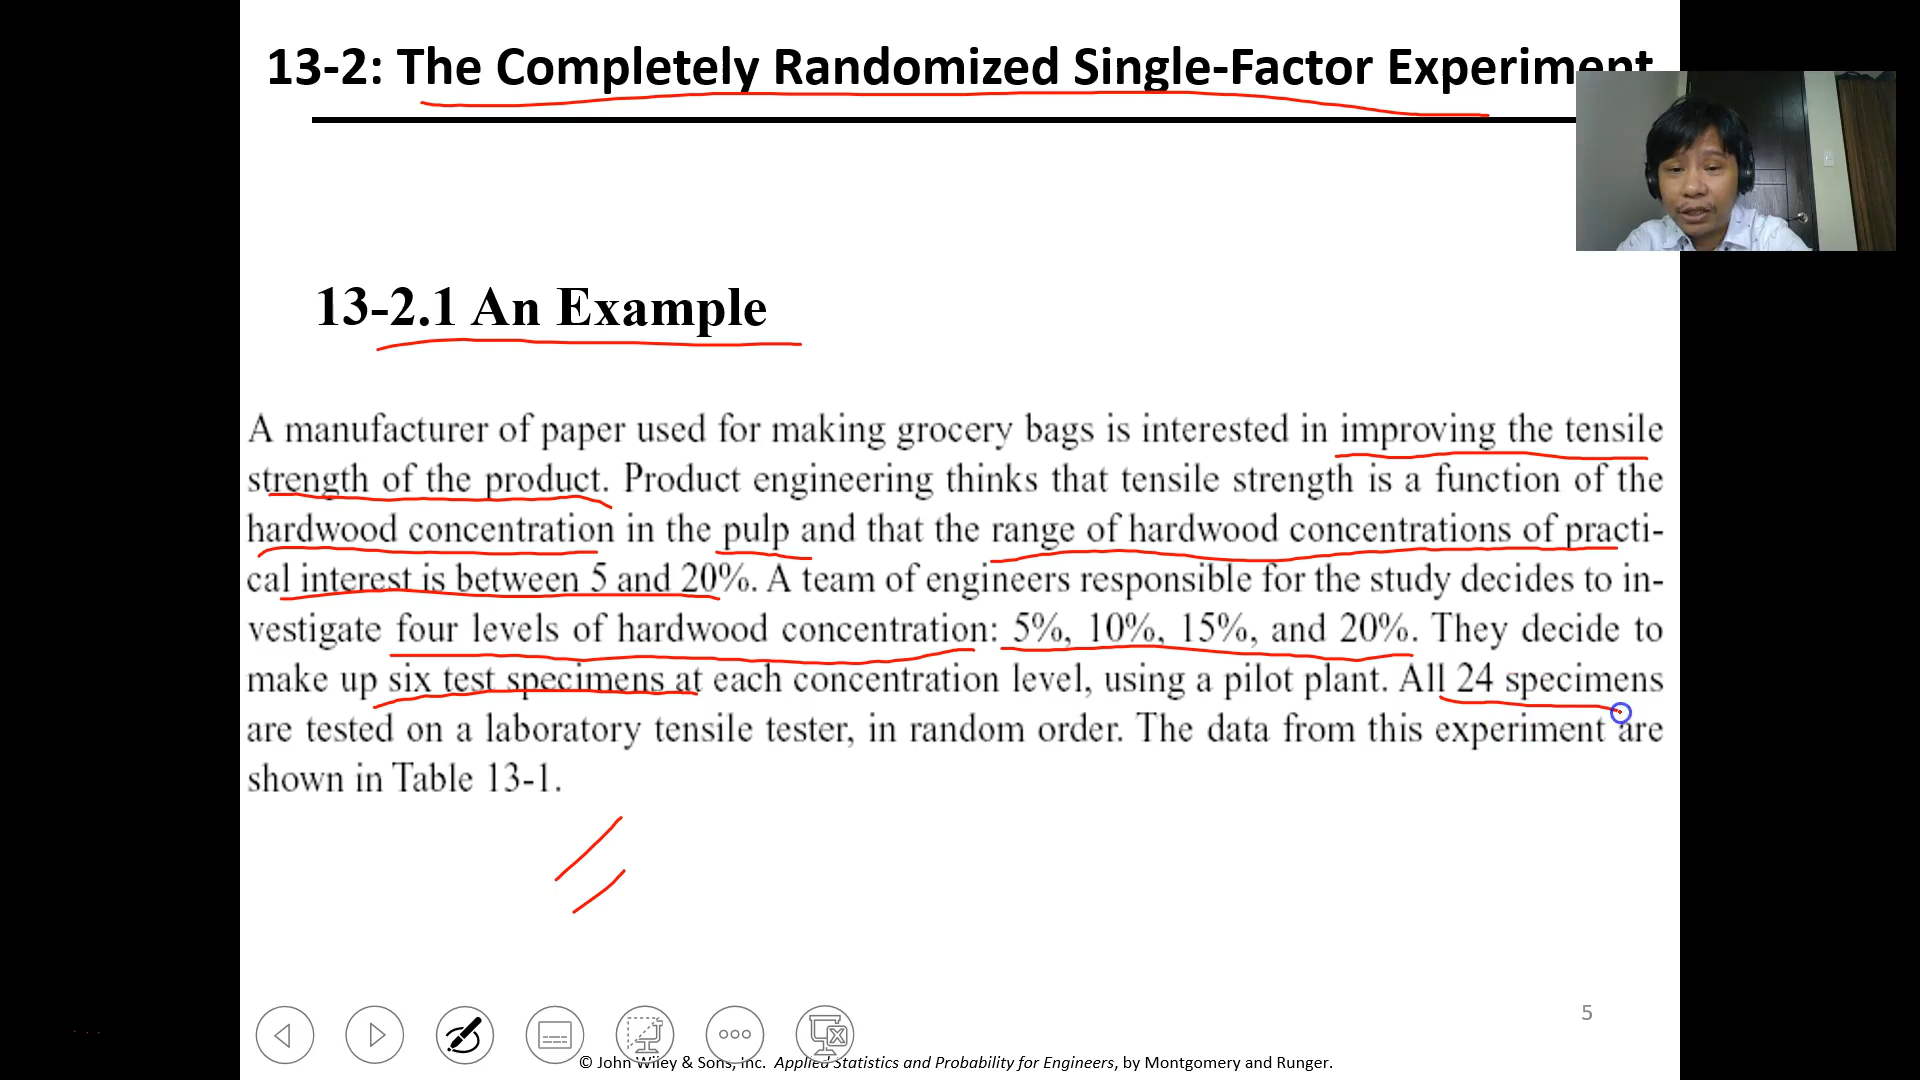 13-2: The Completely Randomized Single-Factor Experiment
13-2.1 An Example
A manufacturer of paper used for making grocery bags is interested in improving the tensile
strength of the product. Product engineering thinks that tensile strength is a function of the
hardwood concentration in the pulp and that the range of hardwood concentrations of practi-
cal interest is between 5 and 20%. A team of engineers responsible for the study decides to in-
vestigate four levels of hardwood concentration: 5%, 10%, 15%, and 20%. They decide to
make up six test specimens at each concentration level, using a pilot plant. All 24 specimens
are tested on a laboratory tensile tester, in random order. The data from this experiment are
shown in Table 13-1.
5
© John Wiley & Sons, Inc. Applied Statistics and Probability for Engineers, by Montgomery and Runger.